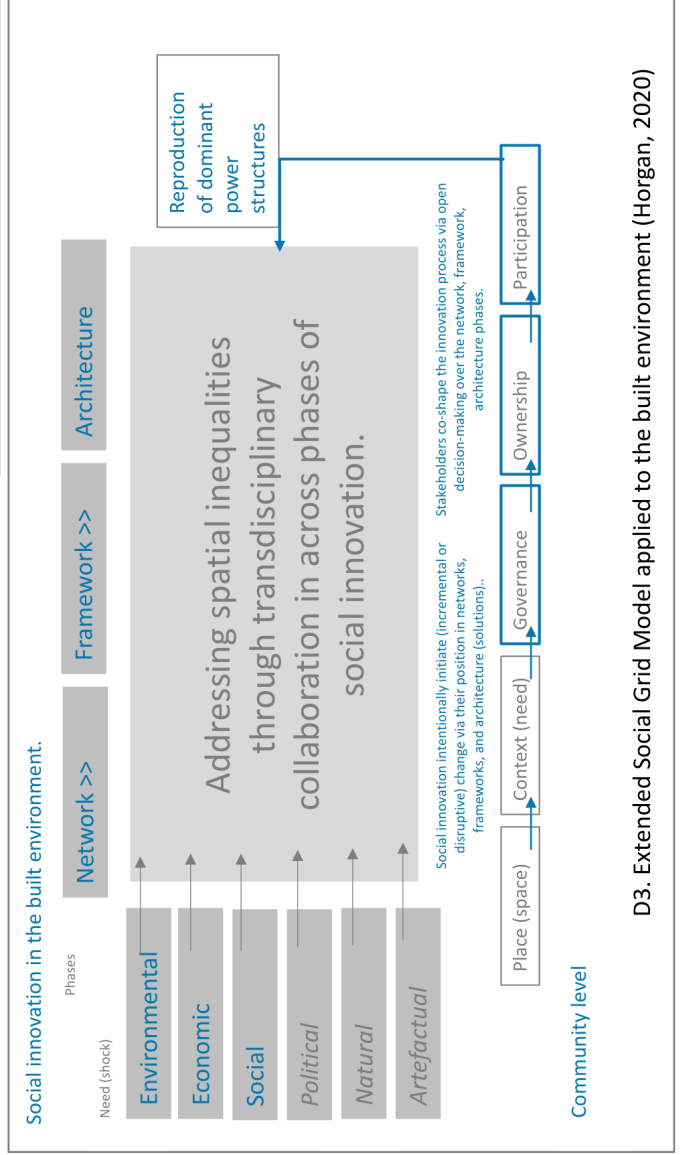 Social innovation in the built environment.
Phases
Network >>
Framework >>
Architecture
Need (shock)
Environmental
Economic
Social
Political
Natural
Artefactual
Addressing spatial inequalities
through transdisciplinary
collaboration in across phases of
social innovation.
Reproduction
of dominant
power
structures
Social innovation intentionally initiate (incremental or
disruptive) change via their position in networks,
frameworks, and architecture (solutions)..
Stakeholders co-shape the innovation process via open
decision-making over the network, framework,
architecture phases.
Place (space)
Context (need)
Governance
Ownership
Participation
Community level
D3. Extended Social Grid Model applied to the built environment (Horgan, 2020)